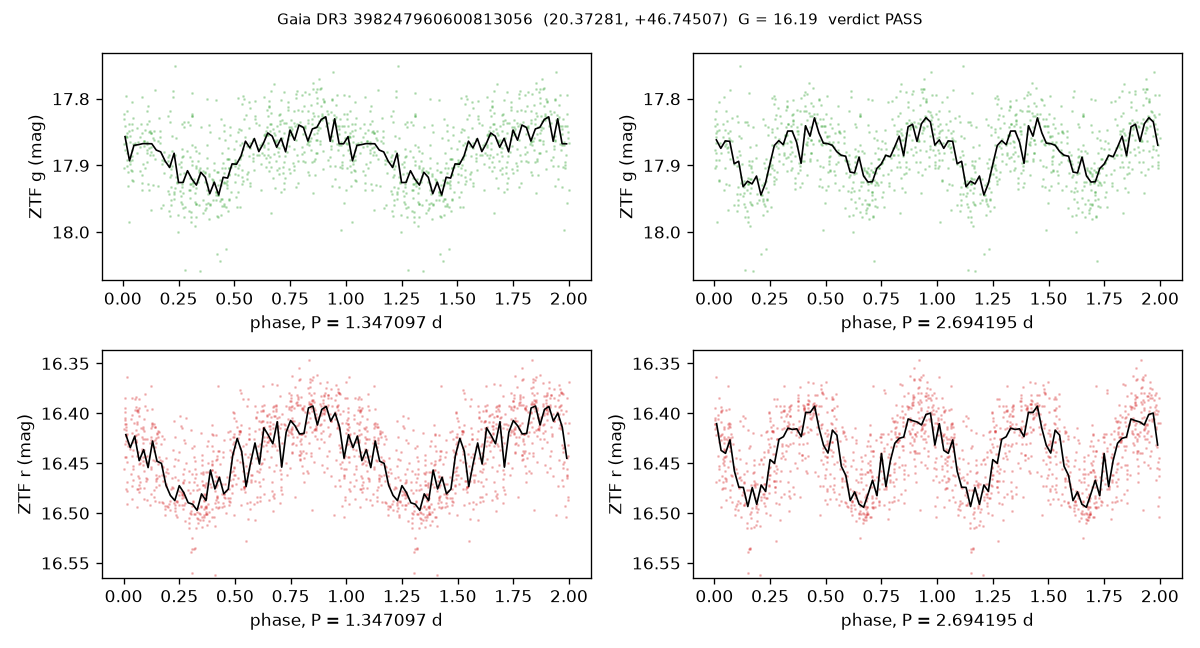 Gaia DR3 398247960600813056  (20.37281, +46.74507)  G = 16.19  verdict PASS
ZTF g (mag)
17.8
17.9
18.0
0.00 0.25 0.50 0.75 1.00 1.25 1.50 1.75 2.00
phase, P = 1.347097 d
ZTF g (mag)
17.8
17.9
18.0
0.00 0.25 0.50 0.75 1.00 1.25 1.50 1.75 2.00
phase, P = 2.694195 d
ZTF r (mag)
16.35
16.40
16.45
16.50
16.55
0.00 0.25 0.50 0.75 1.00 1.25 1.50 1.75 2.00
phase, P = 1.347097 d
ZTF r (mag)
16.35
16.40
16.45
16.50
16.55
0.00 0.25 0.50 0.75 1.00 1.25 1.50 1.75 2.00
phase, P = 2.694195 d